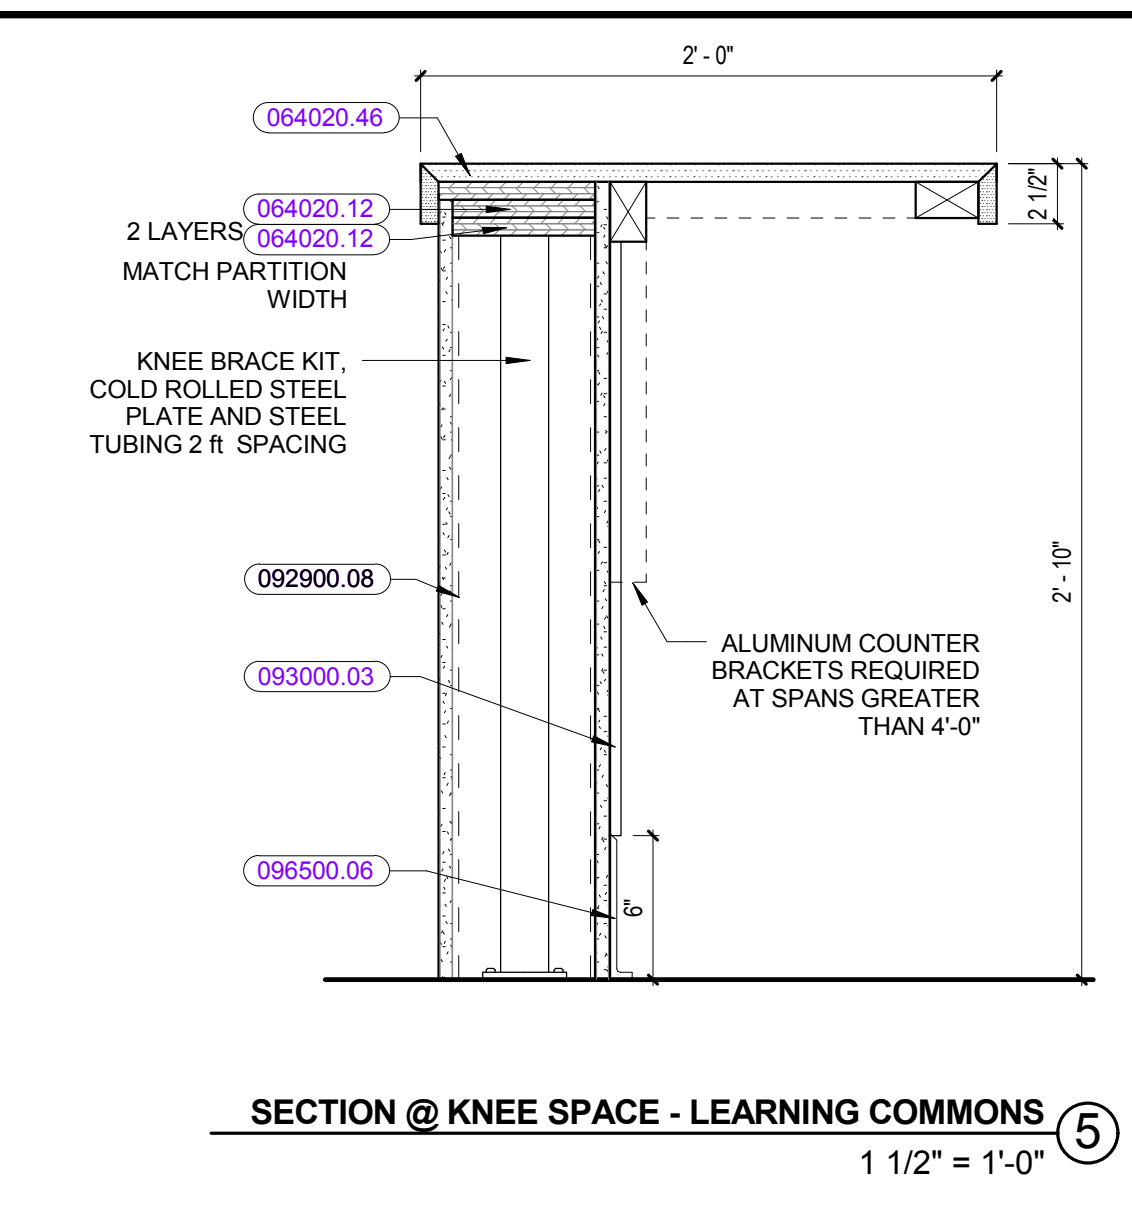 2' - 0"
064020.46
2 1/2"
064020.12
2 LAYERS
064020.12
MATCH PARTITION
WIDTH
KNEE BRACE KIT,
COLD ROLLED STEEL
PLATE AND STEEL
TUBING 2 ft SPACING
2' - 10"
092900.08
ALUMINUM COUNTER
BRACKETS REQUIRED
AT SPANS GREATER
THAN 4'-0"
093000.03
096500.06
6"
SECTION @ KNEE SPACE - LEARNING COMMONS
5
1 1/2" = 1'-0"